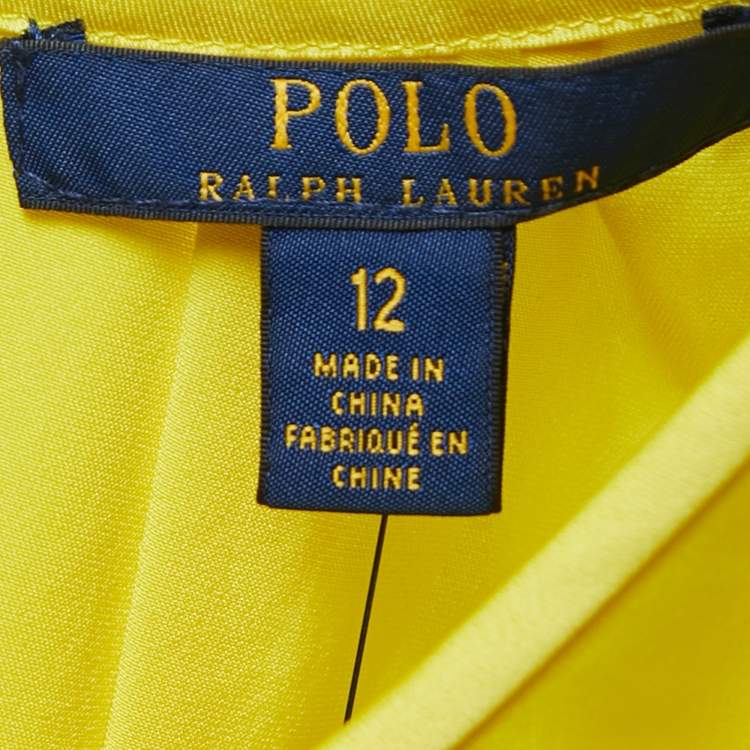 POLO
RALPH LAUREN
12
MADE IN
CHINA
FABRIQUÉ EN
CHINE